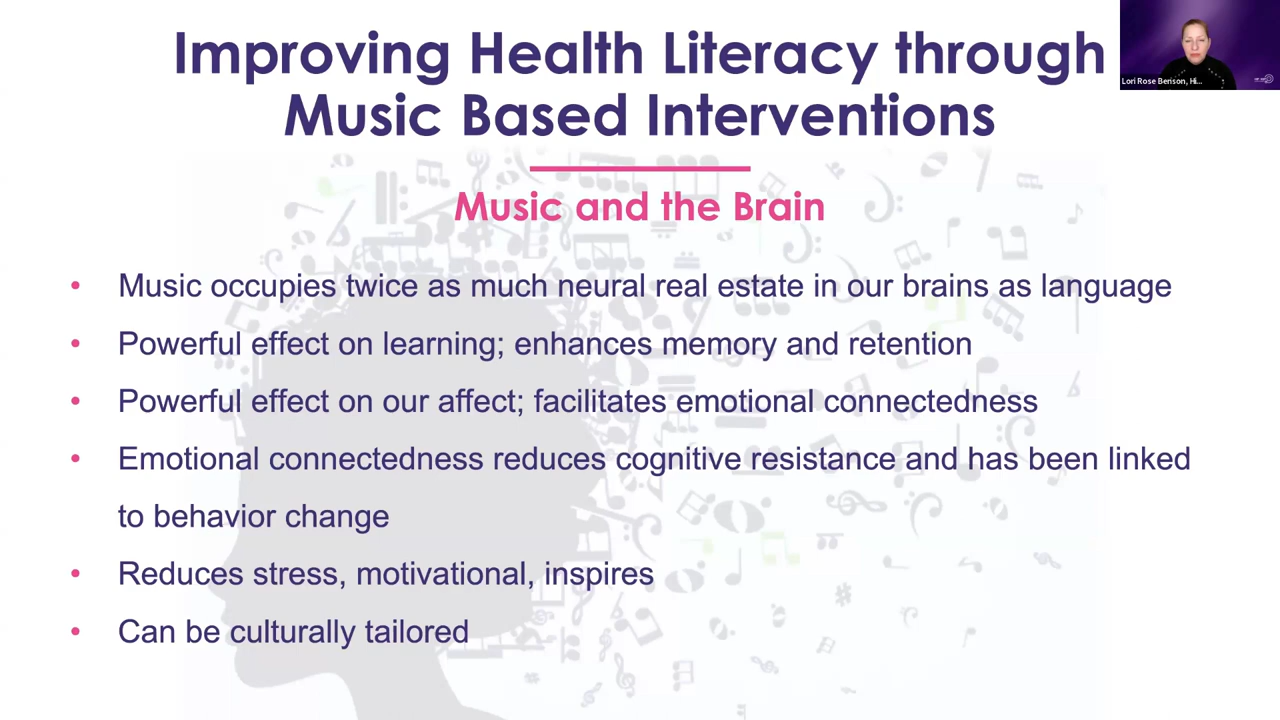 Improving Health Literacy through
Music Based Interventions
Lori Rose Benson, Hi...
Music and the Brain
• Music occupies twice as much neural real estate in our brains as language
• Powerful effect on learning; enhances memory and retention
• Powerful effect on our affect; facilitates emotional connectedness
• Emotional connectedness reduces cognitive resistance and has been linked
to behavior change
• Reduces stress, motivational, inspires
• Can be culturally tailored